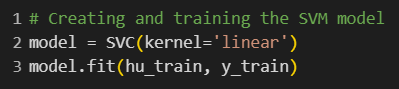 1 # Creating and training the SVM model
2 model = SVC(kernel='linear')
3 model.fit(hu_train, y_train)